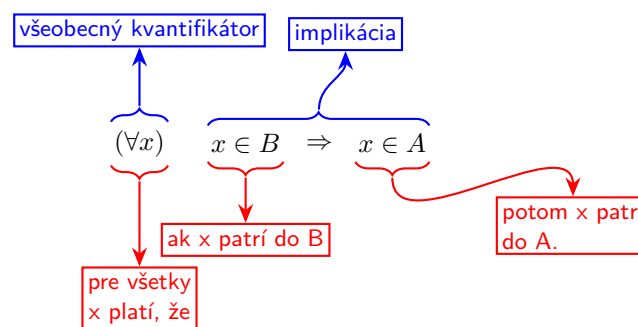 všeobecný kvantifikátor
implikácia
(∀x) x ∈ B ⇒ x ∈ A
ak x patrí do B
potom x patr
do A.
pre všetky
x platí, že